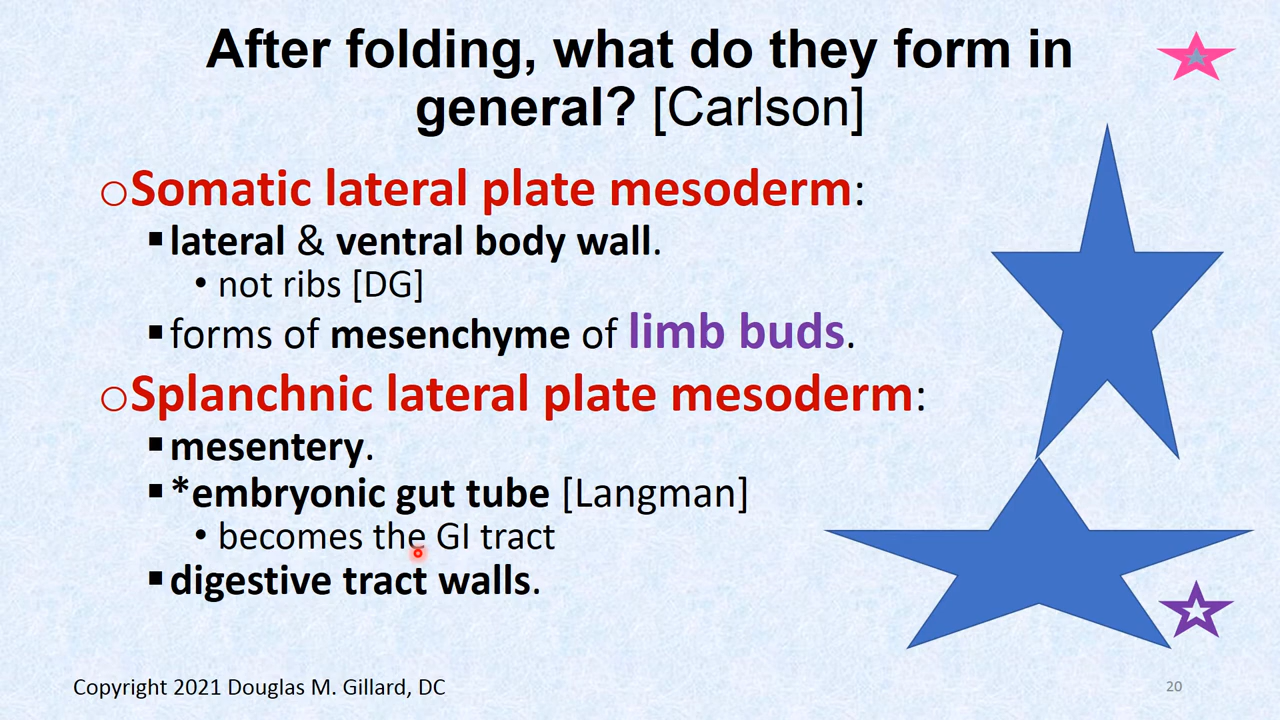 After folding, what do they form in
general? [Carlson]
oSomatic lateral plate mesoderm:
▪lateral & ventral body wall.
• not ribs [DG]
▪forms of mesenchyme of limb buds.
oSplanchnic lateral plate mesoderm:
▪mesentery.
▪*embryonic gut tube [Langman]
• becomes the GI tract
▪digestive tract walls.
Copyright 2021 Douglas M. Gillard, DC
20